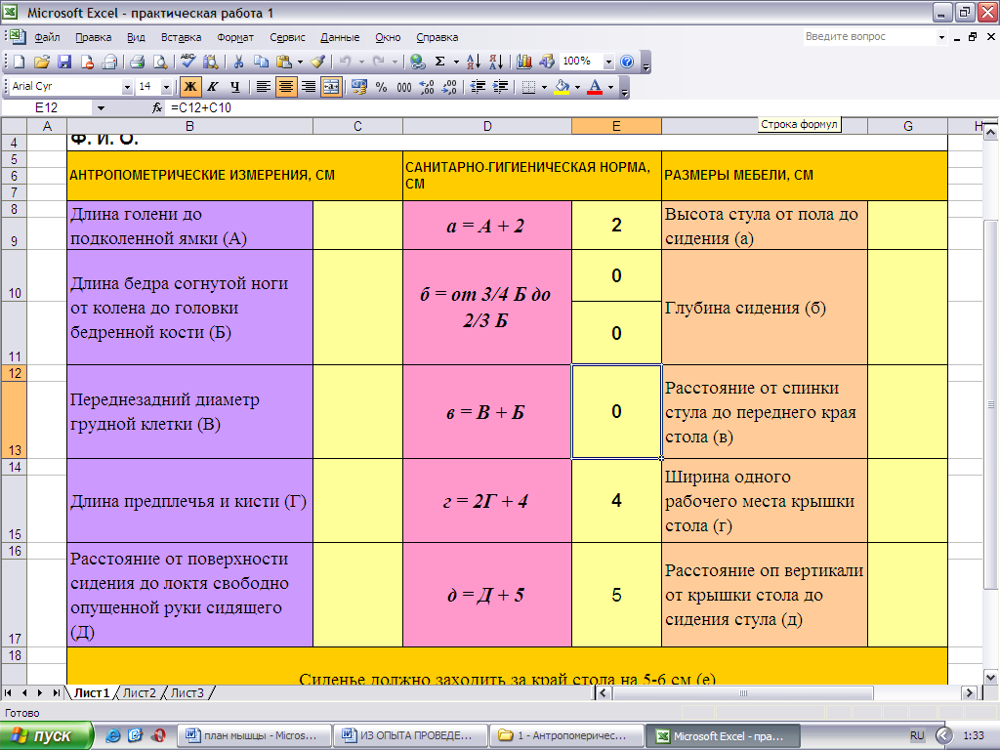 Microsoft Excel - практическая работа 1
Файл Правка Вид Вставка Формат Сервис Данные Окно Справка Введите вопрос
100%
Arial Cyr 14 Ж К Ч % 000
E12 fx =C12+C10
Строка формул
A B C D E G H
4 Ф. И. О.
5
6 АНТРОПОМЕТРИЧЕСКИЕ ИЗМЕРЕНИЯ, СМ САНИТАРНО-ГИГИЕНИЧЕСКАЯ НОРМА, РАЗМЕРЫ МЕБЕЛИ, СМ
СМ
7
8 Длина голени до а = А + 2 2 Высота стула от пола до
9 подколенной ямки (А) сидения (а)
10 Длина бедра согнутой ноги б = от 3/4 Б до 0 Глубина сидения (б)
от колена до головки 2/3 Б
11 бедренной кости (Б) 0
12 Переднезадний диаметр в = В + Б 0 Расстояние от спинки
13 грудной клетки (В) стула до переднего края
стола (в)
14 Длина предплечья и кисти (Г) г = 2Г + 4 4 Ширина одного
15 рабочего места крышки
стола (г)
16 Расстояние от поверхности д = Д + 5 5 Расстояние оп вертикали
сидения до локтя свободно от крышки стола до
опущенной руки сидящего сидения стула (д)
17 (Д)
18 Сиденье должно заходить за край стола на 5-6 см (е)
Лист1 Лист2 Лист3
Готово
пуск план мышцы - Micros... ИЗ ОПЫТА ПРОВЕДЕ... 1 - Антропомеричес... Microsoft Excel - пра... RU 1:33